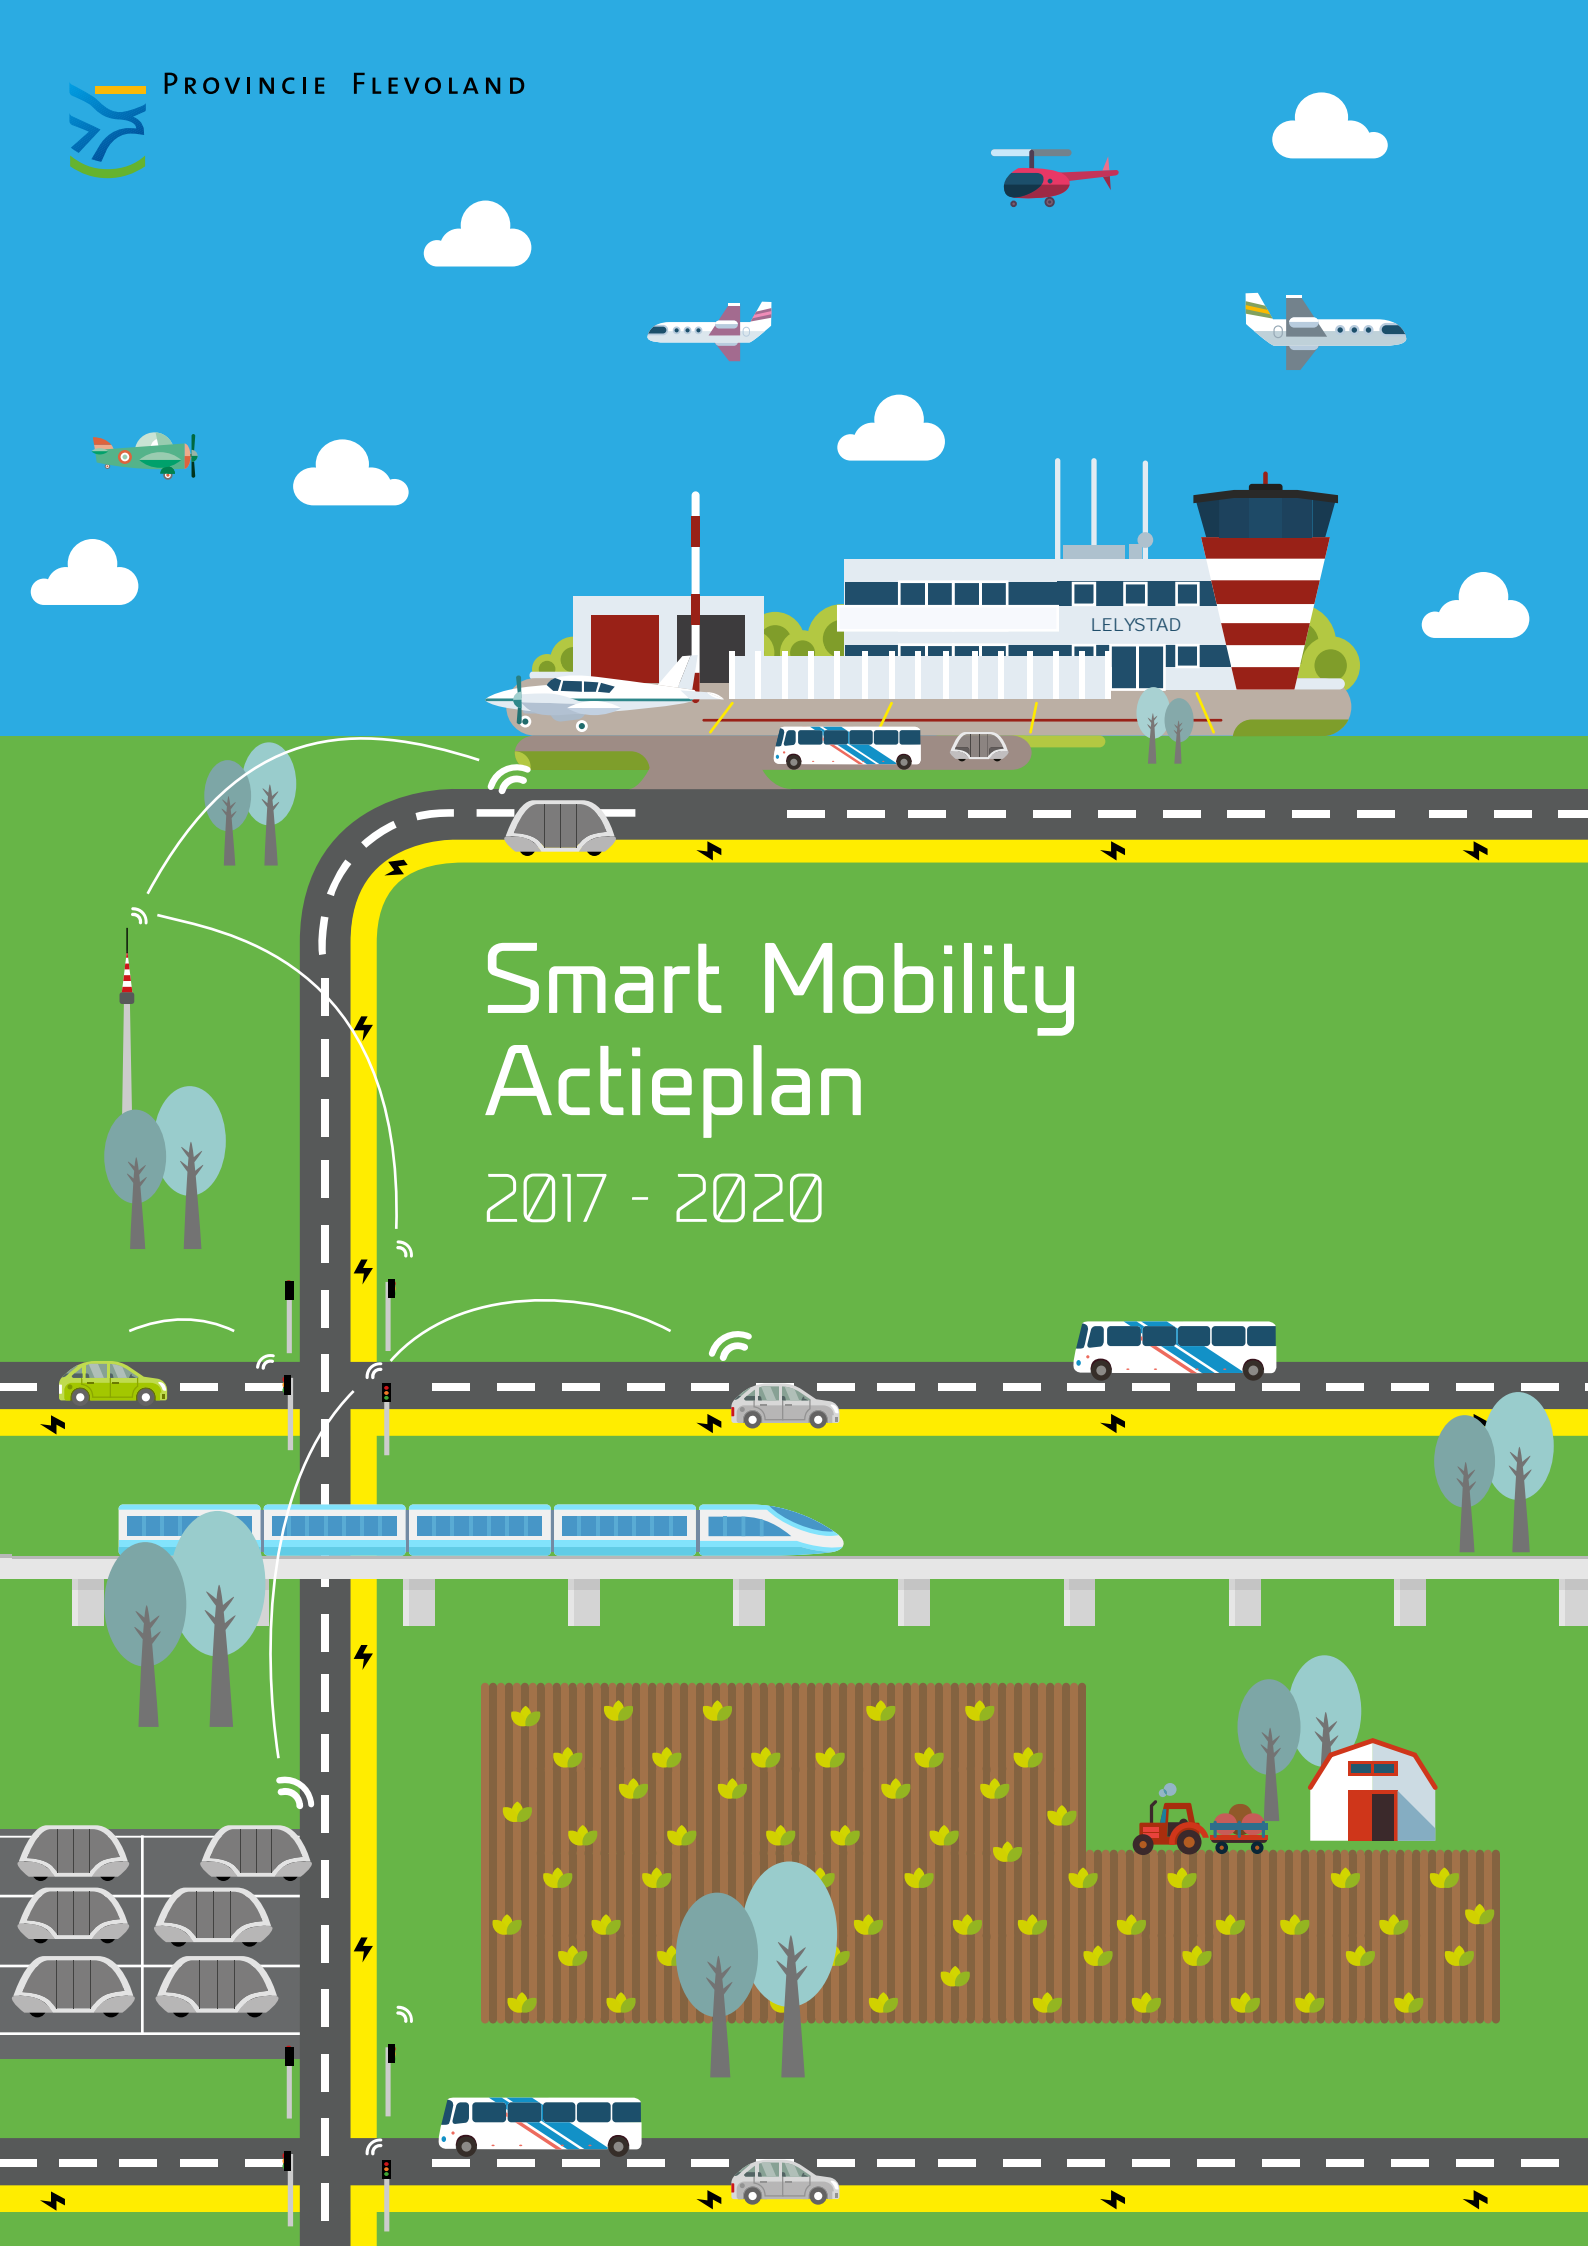 PROVINCIE FLEVOLAND
LELYSTAD
Smart Mobility
Actieplan
2017 - 2020